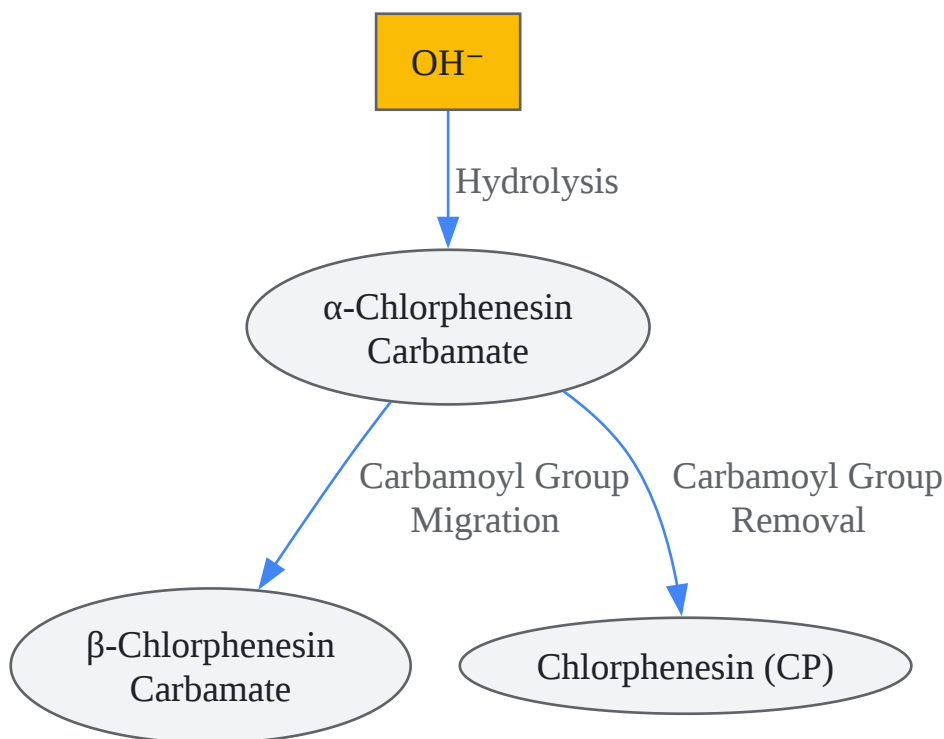 OH⁻
Hydrolysis
α-Chlorphenesin
Carbamate
Carbamoyl Group
Migration
Carbamoyl Group
Removal
β-Chlorphenesin
Carbamate
Chlorphenesin (CP)